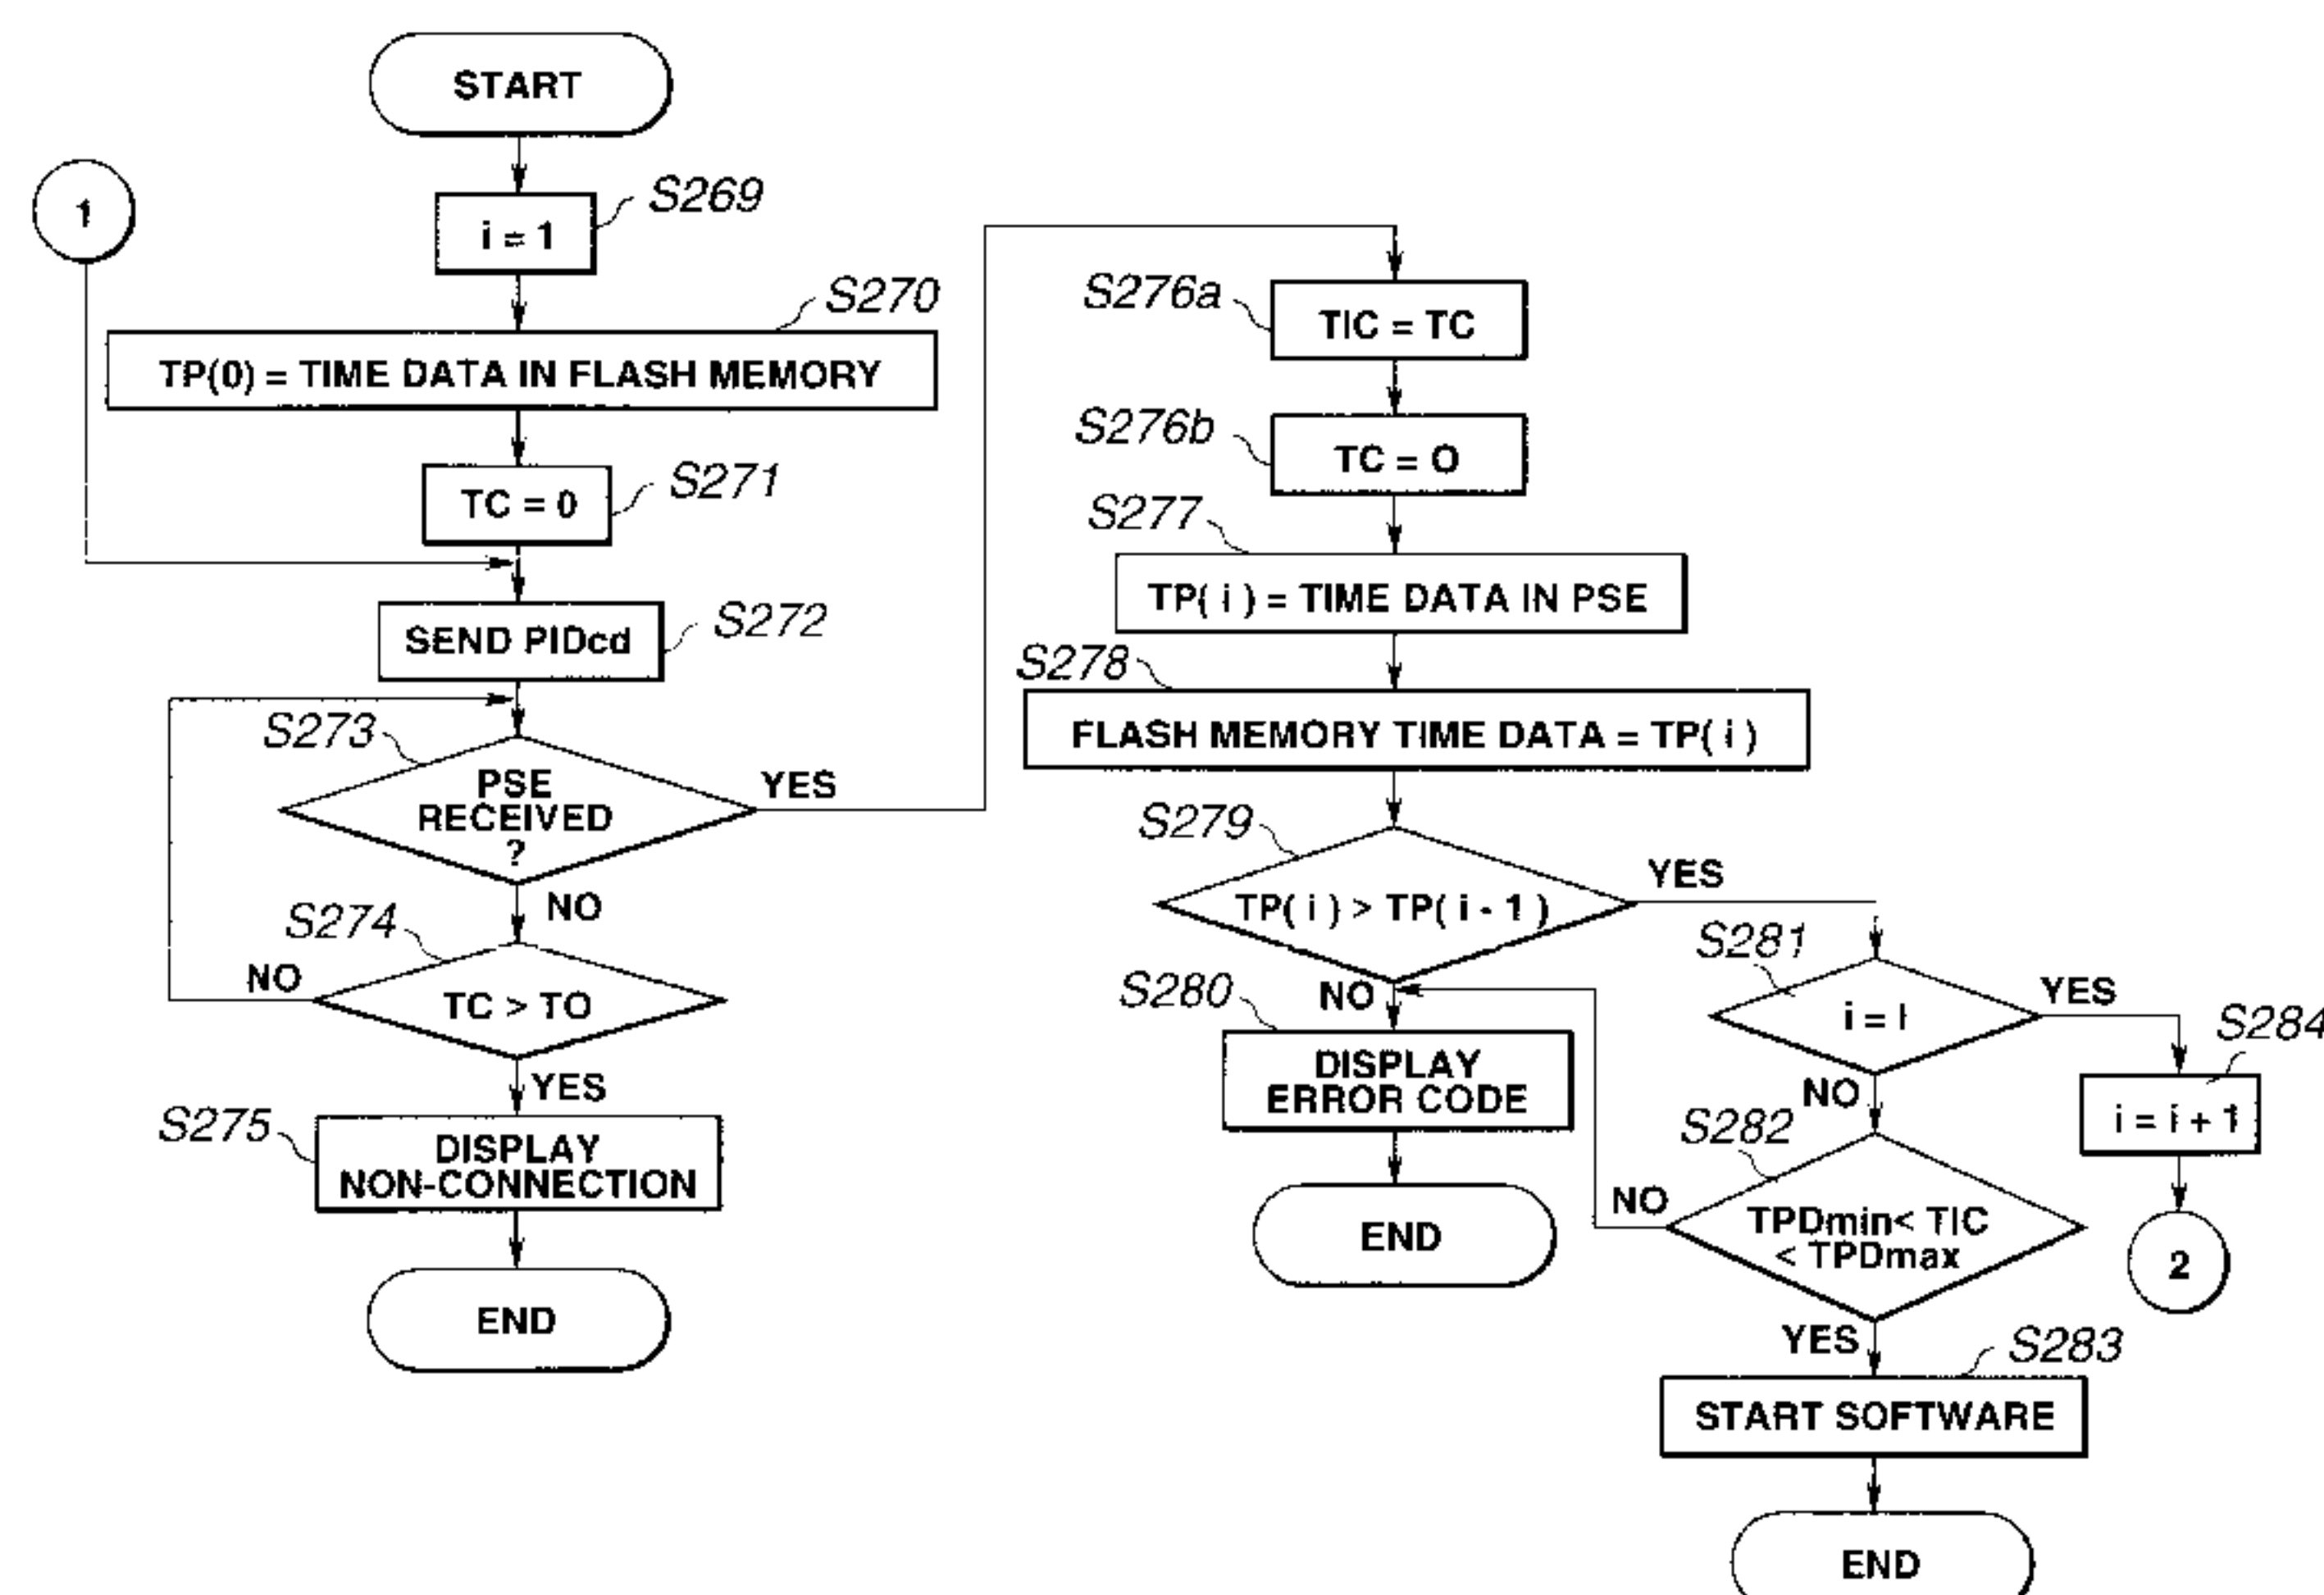 START
1
S269
i = 1
S270
TP(0) = TIME DATA IN FLASH MEMORY
S271
TC = 0
S272
SEND PIDcd
S273
PSE
RECEIVED
?
YES
NO
S274
NO
TC > TO
YES
S275
DISPLAY
NON-CONNECTION
END
S276a
TIC = TC
S276b
TC = O
S277
TP( i ) = TIME DATA IN PSE
S278
FLASH MEMORY TIME DATA = TP( i )
S279
TP( i ) > TP( i - 1 )
YES
NO
S280
DISPLAY
ERROR CODE
END
S281
i = I
YES
NO
S284
i = i + 1
2
S282
NO
TPDmin< TIC
< TPDmax
YES
S283
START SOFTWARE
END